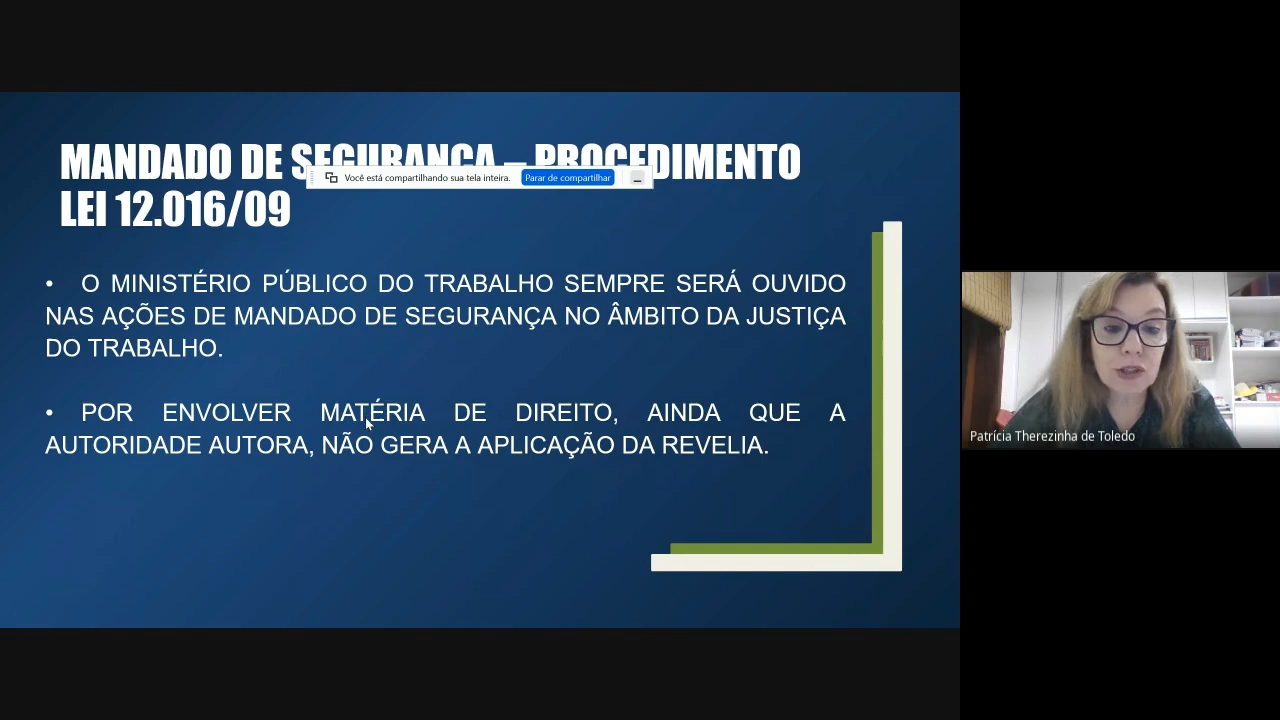 MANDADO DE SEGURANÇA – PROCEDIMENTO
LEI 12.016/09
Você está compartilhando sua tela inteira. Parar de compartilhar
• O MINISTÉRIO PÚBLICO DO TRABALHO SEMPRE SERÁ OUVIDO
NAS AÇÕES DE MANDADO DE SEGURANÇA NO ÂMBITO DA JUSTIÇA
DO TRABALHO.
• POR ENVOLVER MATÉRIA DE DIREITO, AINDA QUE A
AUTORIDADE AUTORA, NÃO GERA A APLICAÇÃO DA REVELIA.
Patrícia Therezinha de Toledo